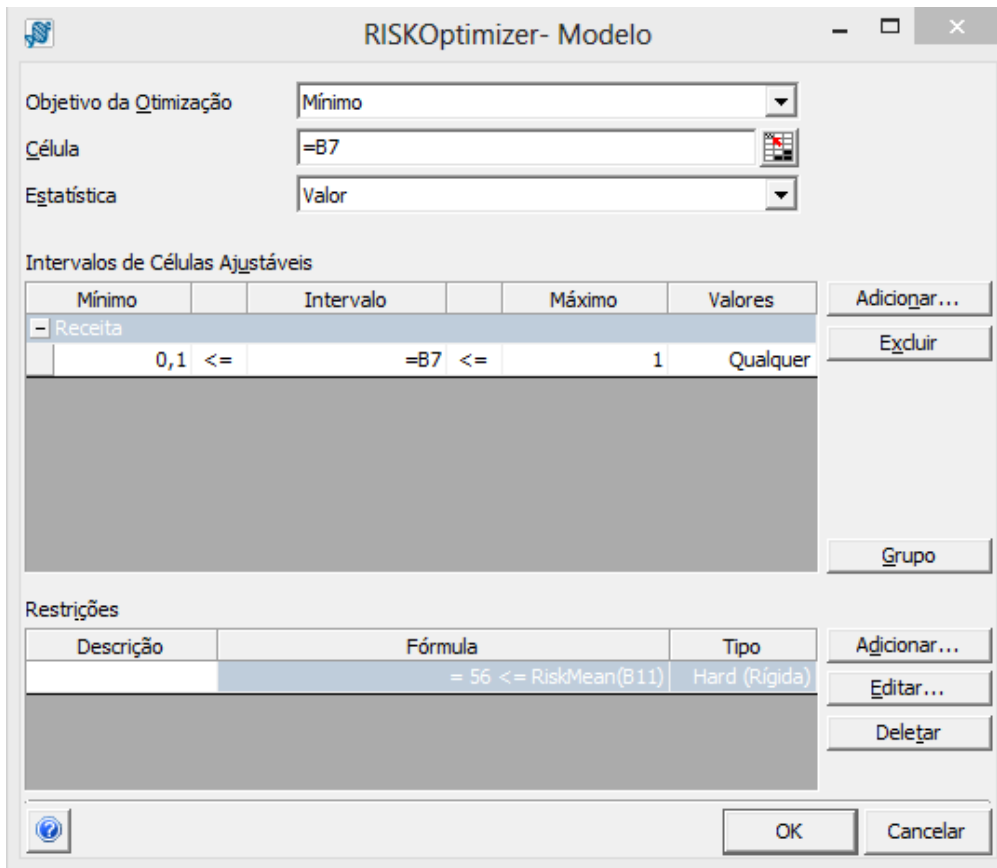 RISKOptimizer- Modelo
Objetivo da Otimização Mínimo
Célula =B7
Estatística Valor
Intervalos de Células Ajustáveis
Mínimo Intervalo Máximo Valores Adicionar...
Receita Excluir
0,1 <= =B7 <= 1 Qualquer
Grupo
Restrições
Descrição Fórmula Tipo Adicionar...
= 56 <= RiskMean(B11) Hard (Rígida) Editar...
Deletar
OK Cancelar